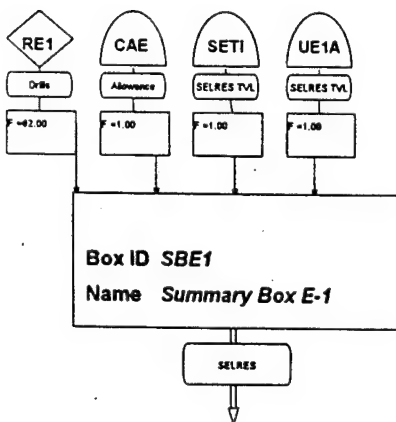 RE1 CAE SETI UE1A
Drills Allowance SELRES TVL SELRES TVL
F =1.00 F =1.00 F =1.00
Box ID SBE1
Name Summary Box E-1
SELRES